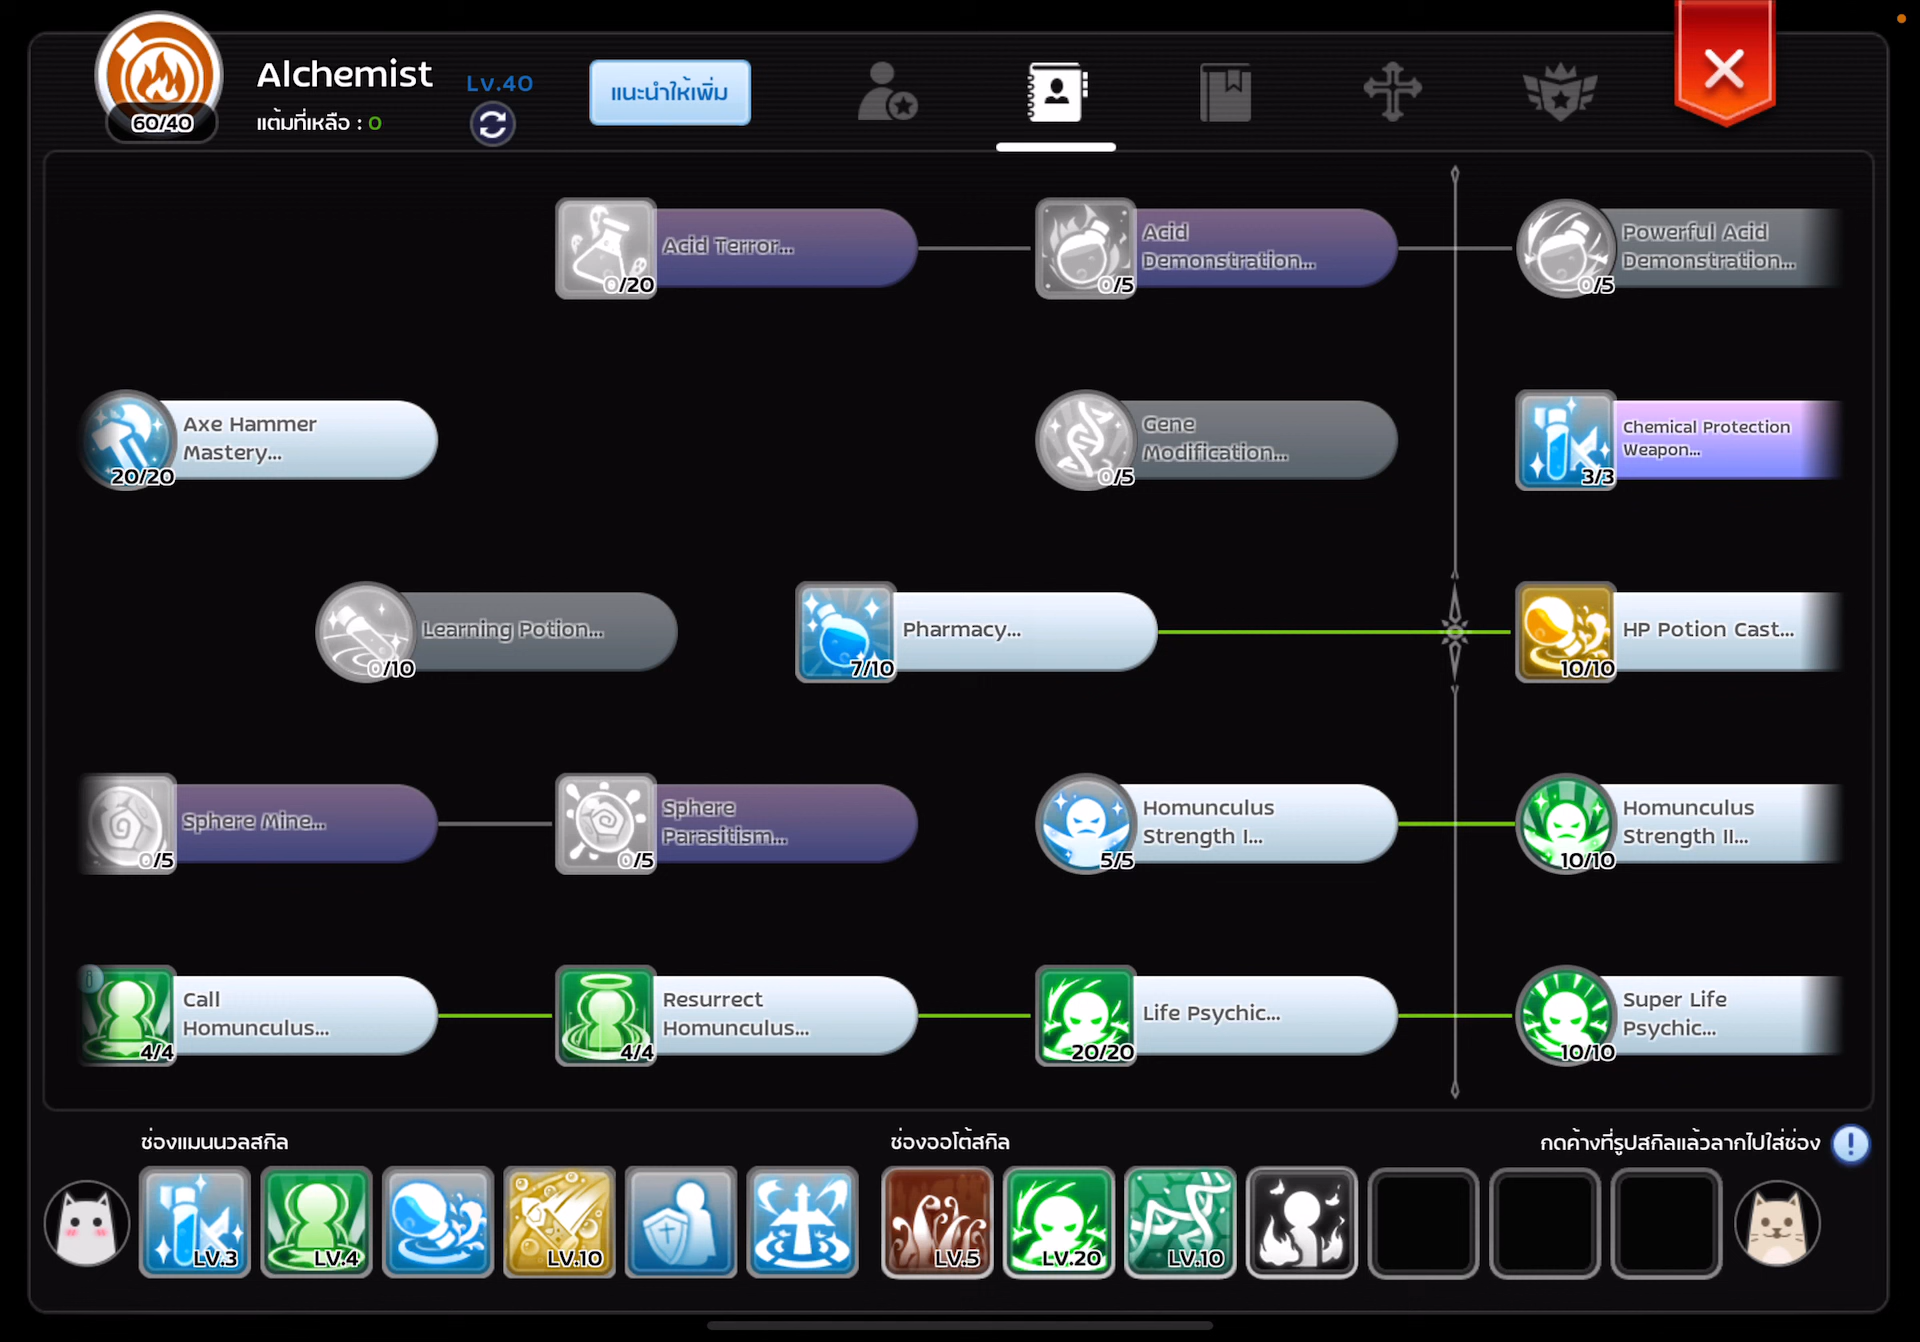 Alchemist
Lv.40
แนะนำให้เพิ่ม
60/40
แต้มที่เหลือ : 0
Acid Terror...
0/20
Acid
Demonstration...
0/5
Powerful Acid
Demonstration...
0/5
Axe Hammer
Mastery...
20/20
Gene
Modification...
0/5
Chemical Protection
Weapon...
3/3
Learning Potion...
0/10
Pharmacy...
7/10
HP Potion Cast...
10/10
Sphere Mine...
0/5
Sphere
Parasitism...
0/5
Homunculus
Strength I...
5/5
Homunculus
Strength II...
10/10
Call
Homunculus...
4/4
Resurrect
Homunculus...
4/4
Life Psychic...
20/20
Super Life
Psychic...
10/10
ช่องแมนนวลสกิล
ช่องออโต้สกิล
กดค้างที่รูปสกิลแล้วลากไปใส่ช่อง
LV.3
LV.4
LV.10
LV.5
LV.20
LV.10